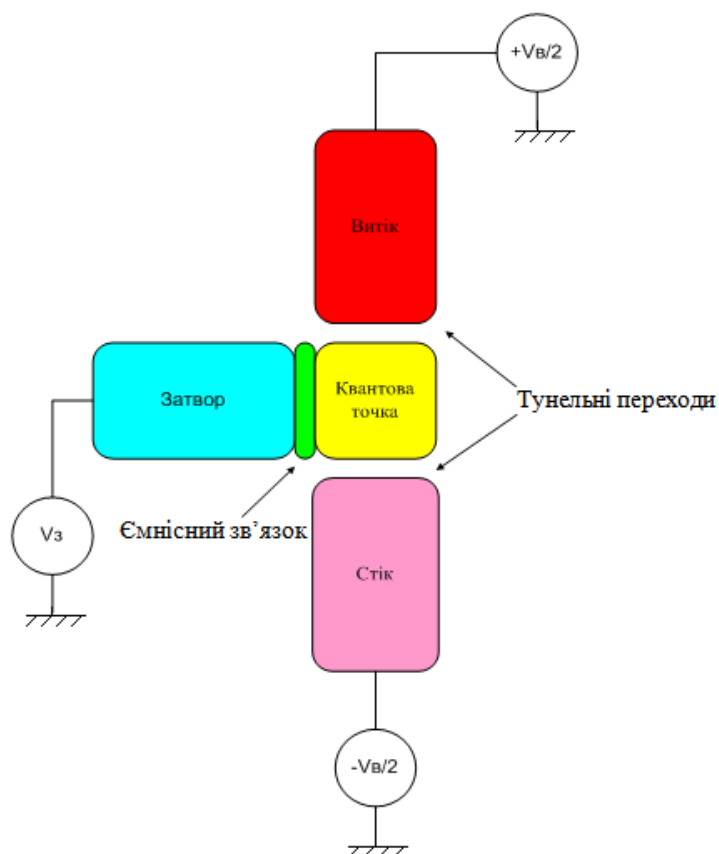 +Vв/2
Витік
Затвор
Квантова
точка
Тунельні переходи
Vз
Ємнісний зв’язок
Стік
-Vв/2